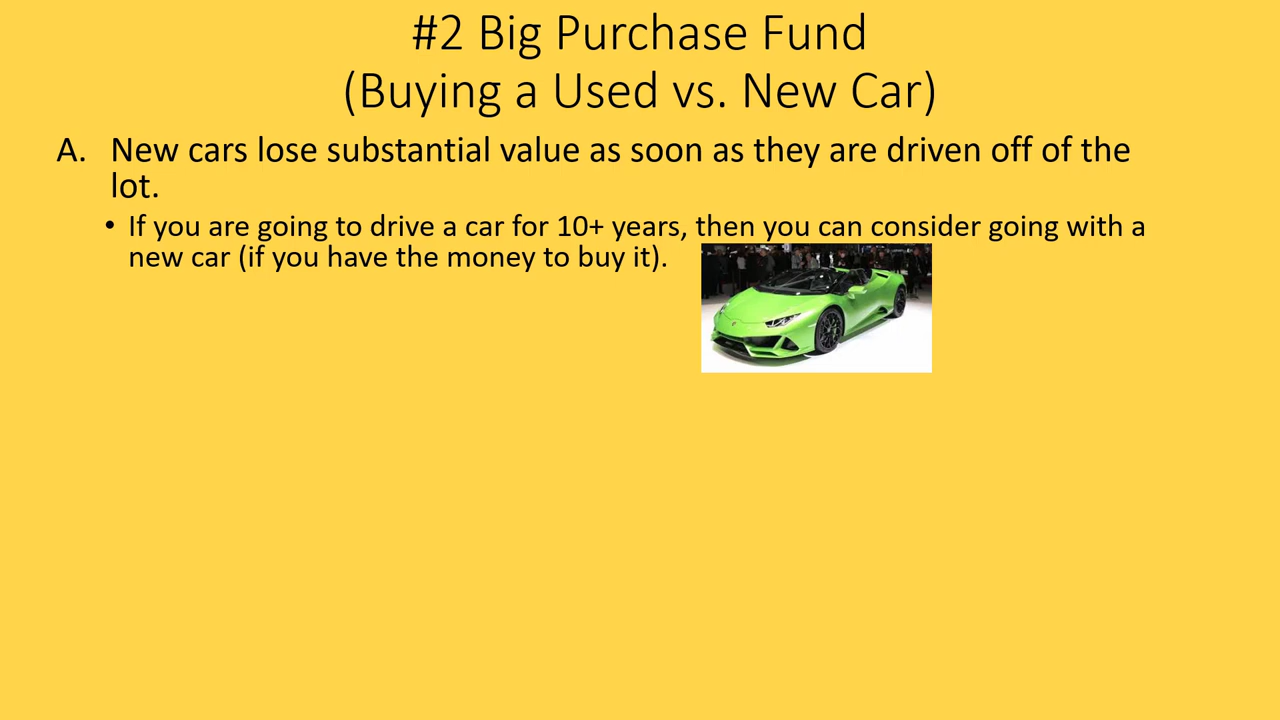 #2 Big Purchase Fund
(Buying a Used vs. New Car)
A. New cars lose substantial value as soon as they are driven off of the
lot.
• If you are going to drive a car for 10+ years, then you can consider going with a
new car (if you have the money to buy it).